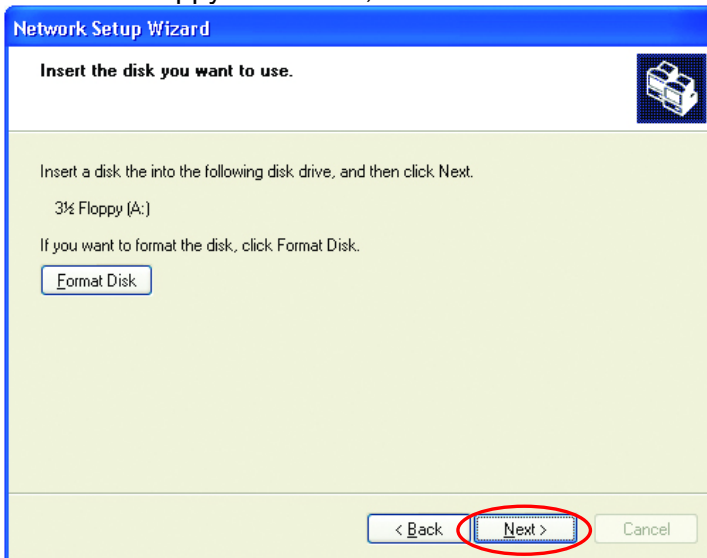 Network Setup Wizard
Insert the disk you want to use.
Insert a disk the into the following disk drive, and then click Next.
3½ Floppy (A:)
If you want to format the disk, click Format Disk.
Format Disk
< Back Next > Cancel